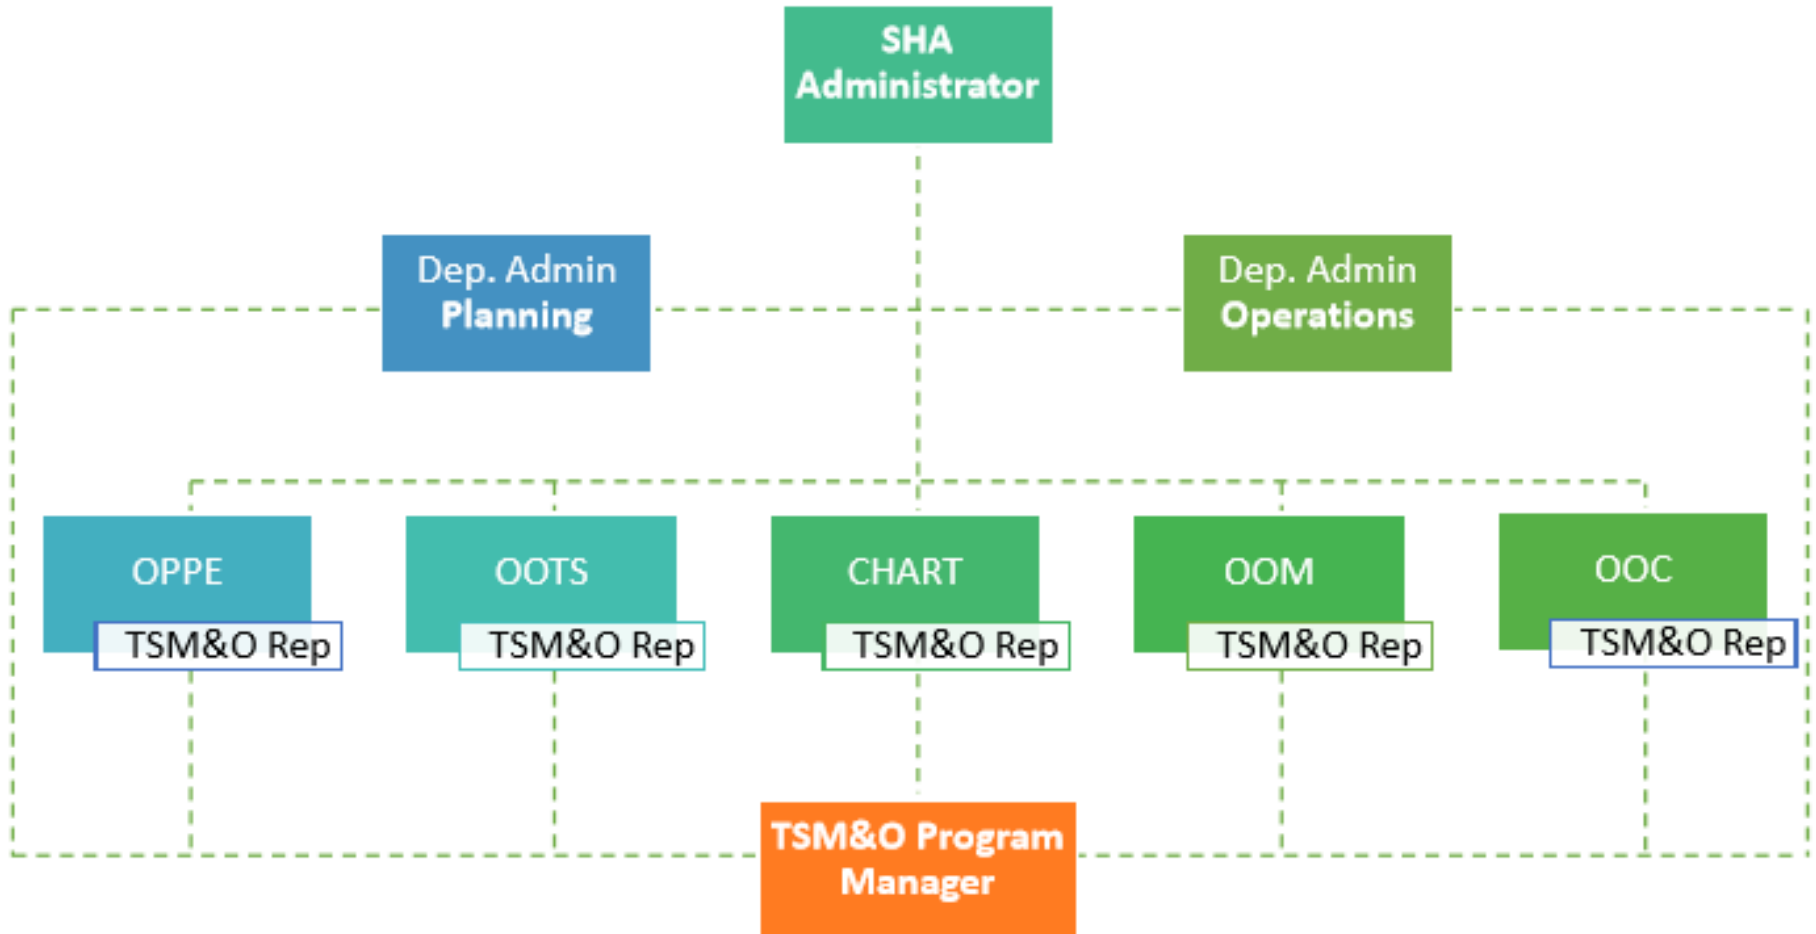 SHA
Administrator
Dep. Admin
Planning
Dep. Admin
Operations
OPPE
TSM&O Rep
OOTS
TSM&O Rep
CHART
TSM&O Rep
OOM
TSM&O Rep
OOC
TSM&O Rep
TSM&O Program
Manager